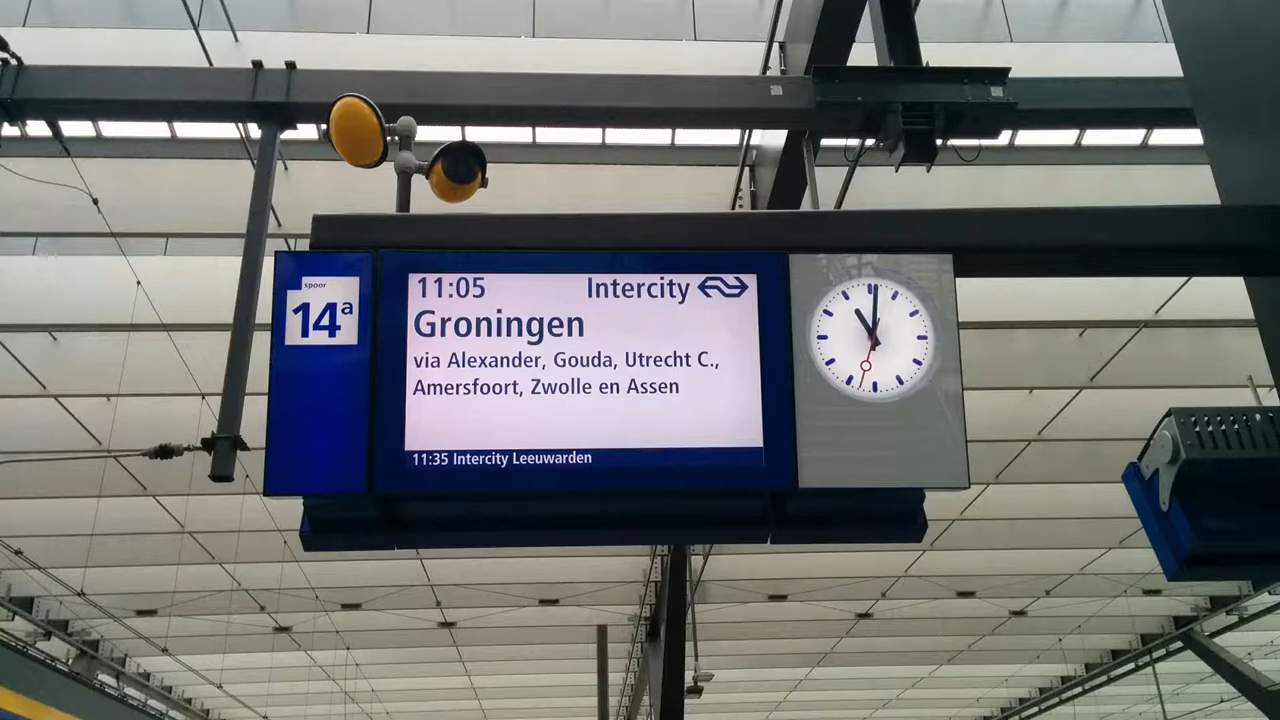 spoor
14a
11:05 Intercity
Groningen
via Alexander, Gouda, Utrecht C.,
Amersfoort, Zwolle en Assen
11:35 Intercity Leeuwarden